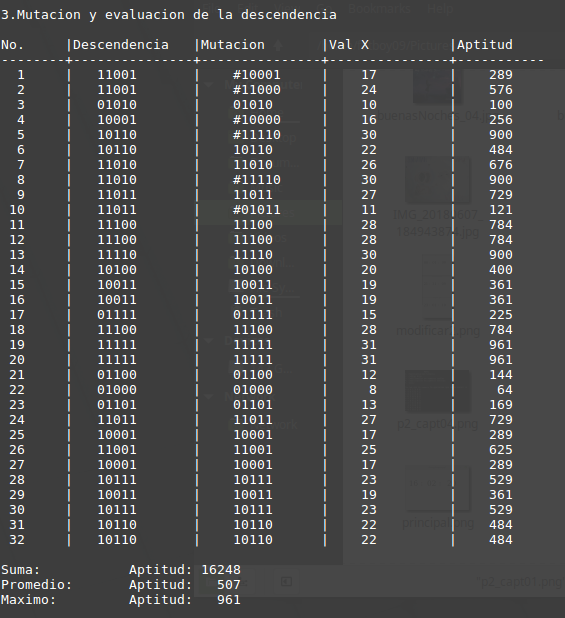 3.Mutacion y evaluacion de la descendencia
No. |Descendencia |Mutacion |Val X |Aptitud
--------+---------------+---------------+---------------+-----------
1 | 11001 | #10001 | 17 | 289
2 | 11001 | #11000 | 24 | 576
3 | 01010 | 01010 | 10 | 100
4 | 10001 | #10000 | 16 | 256
5 | 10110 | #11110 | 30 | 900
6 | 10110 | 10110 | 22 | 484
7 | 11010 | 11010 | 26 | 676
8 | 11010 | #11110 | 30 | 900
9 | 11011 | 11011 | 27 | 729
10 | 11011 | #01011 | 11 | 121
11 | 11100 | 11100 | 28 | 784
12 | 11100 | 11100 | 28 | 784
13 | 11110 | 11110 | 30 | 900
14 | 10100 | 10100 | 20 | 400
15 | 10011 | 10011 | 19 | 361
16 | 10011 | 10011 | 19 | 361
17 | 01111 | 01111 | 15 | 225
18 | 11100 | 11100 | 28 | 784
19 | 11111 | 11111 | 31 | 961
20 | 11111 | 11111 | 31 | 961
21 | 01100 | 01100 | 12 | 144
22 | 01000 | 01000 | 8 | 64
23 | 01101 | 01101 | 13 | 169
24 | 11011 | 11011 | 27 | 729
25 | 10001 | 10001 | 17 | 289
26 | 11001 | 11001 | 25 | 625
27 | 10001 | 10001 | 17 | 289
28 | 10111 | 10111 | 23 | 529
29 | 10011 | 10011 | 19 | 361
30 | 10111 | 10111 | 23 | 529
31 | 10110 | 10110 | 22 | 484
32 | 10110 | 10110 | 22 | 484
Suma: Aptitud: 16248
Promedio: Aptitud: 507
Maximo: Aptitud: 961